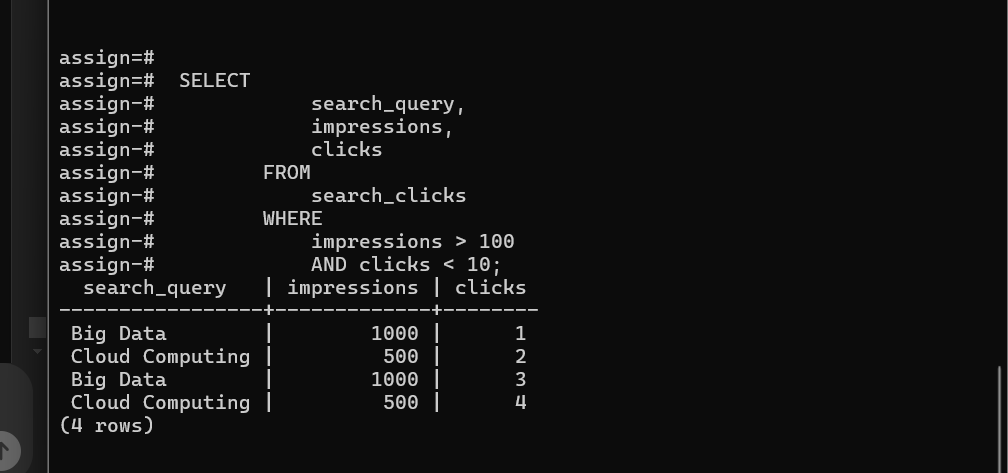 assign=#
assign=#  SELECT
assign-#             search_query,
assign-#             impressions,
assign-#             clicks
assign-#         FROM
assign-#             search_clicks
assign-#         WHERE
assign-#             impressions > 100
assign-#             AND clicks < 10;
  search_query   | impressions | clicks
-----------------+-------------+--------
 Big Data        |        1000 |      1
 Cloud Computing |         500 |      2
 Big Data        |        1000 |      3
 Cloud Computing |         500 |      4
(4 rows)